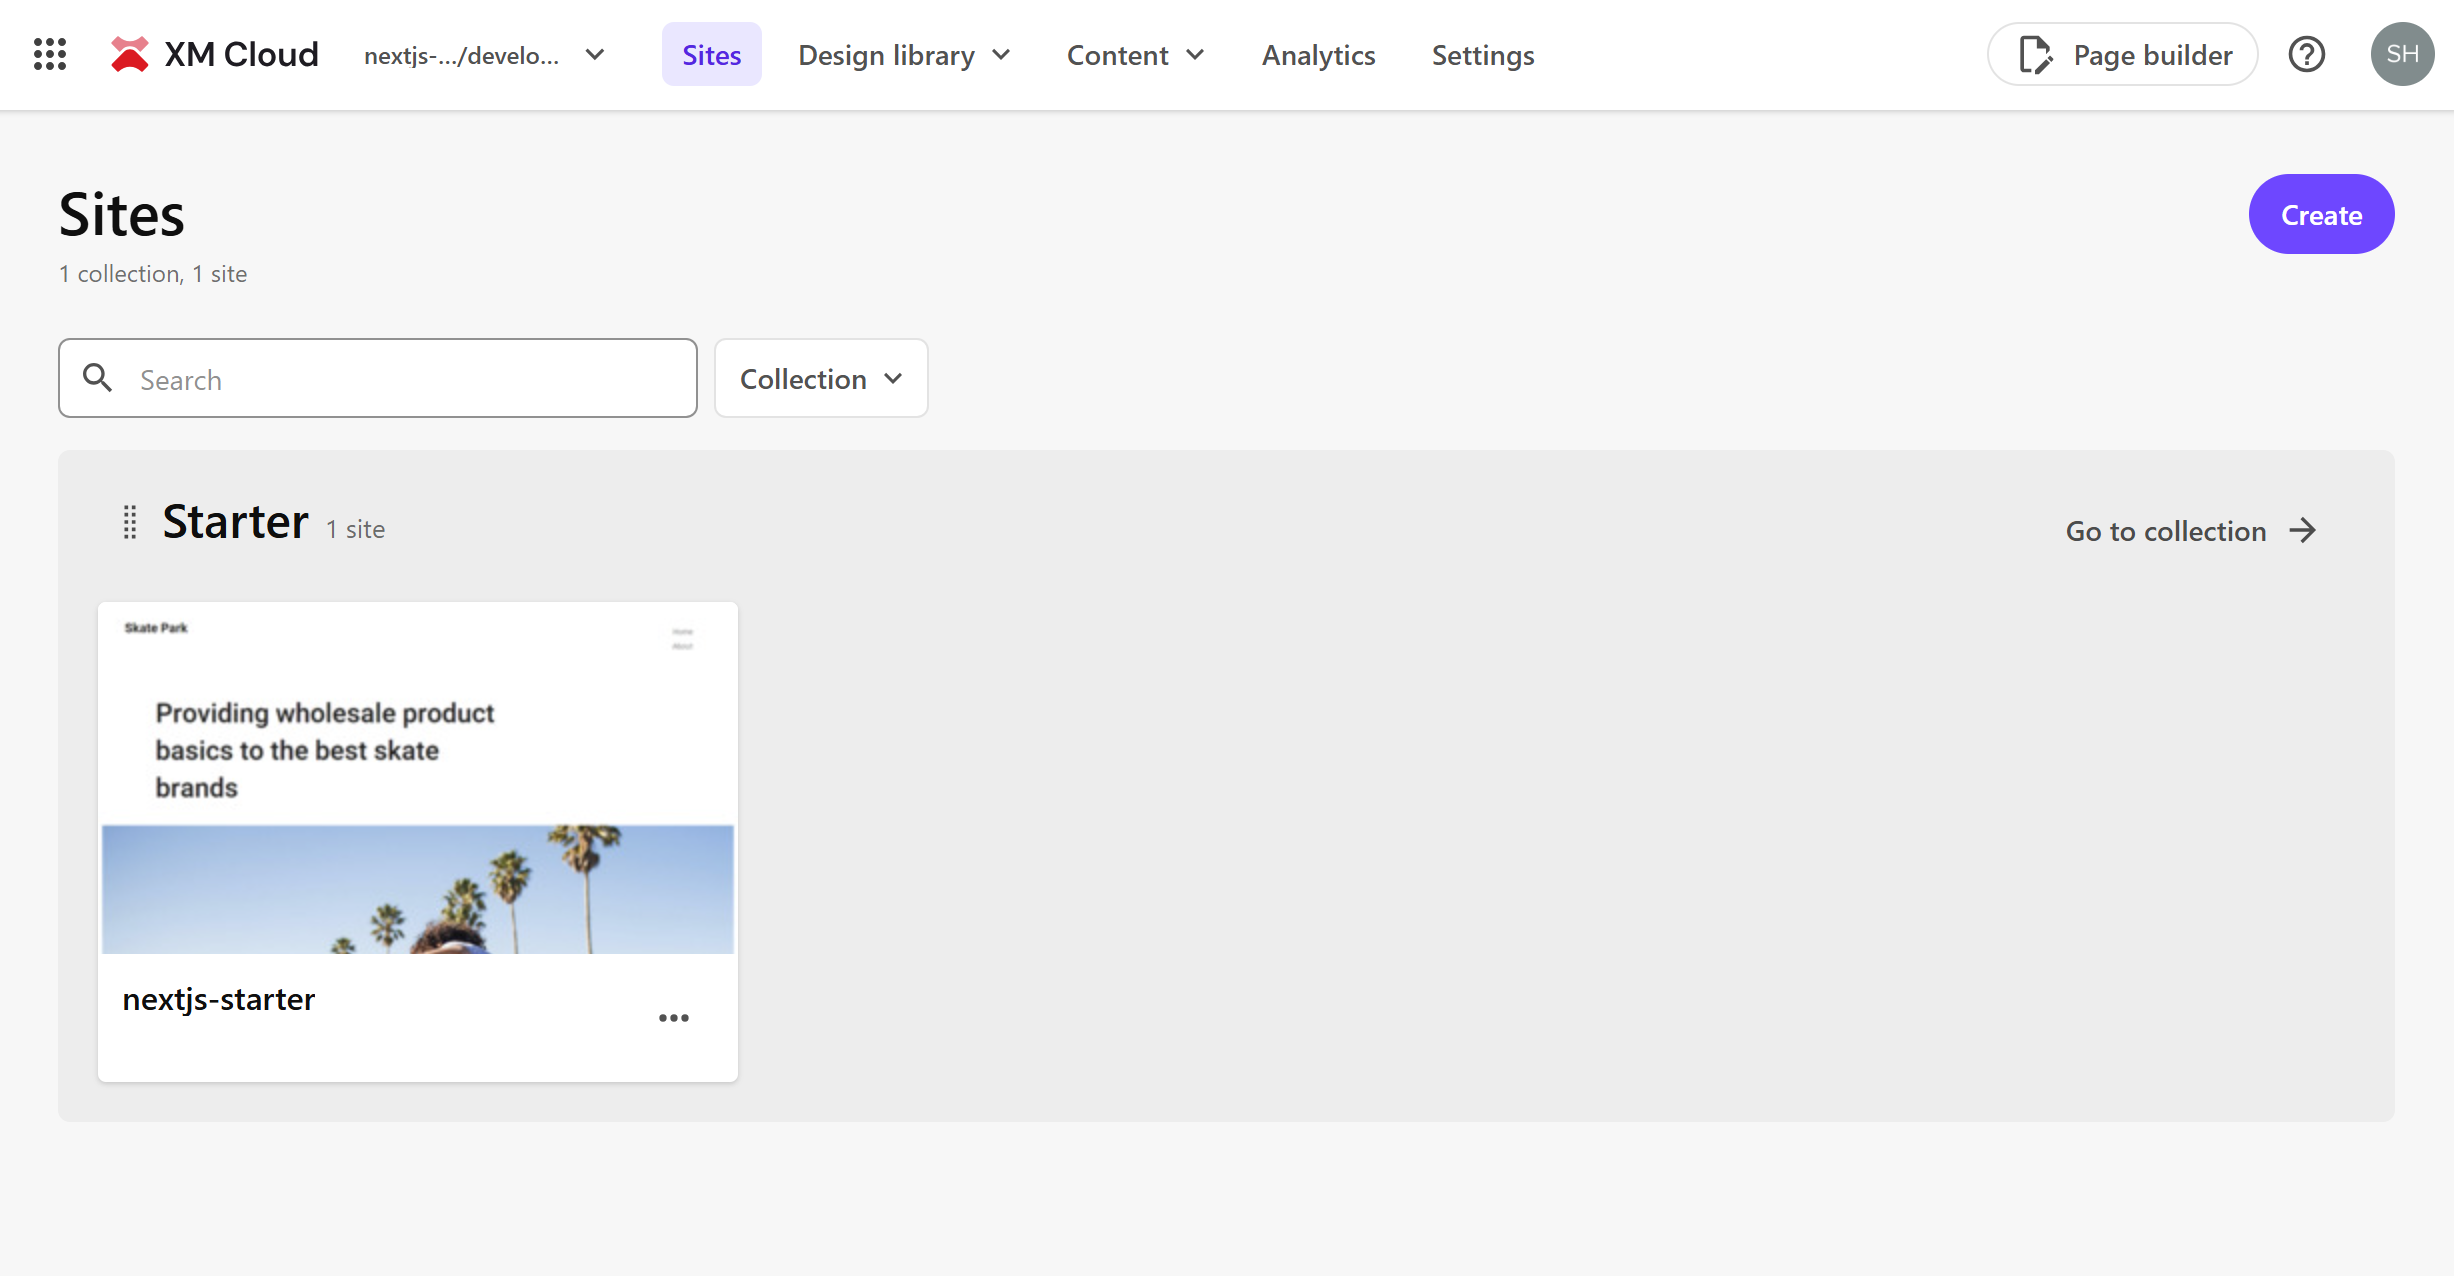 XM Cloud
nextjs-.../develo...
Sites
Design library
Content
Analytics
Settings
Page builder
SH
Sites
Create
1 collection, 1 site
Search
Collection
Starter
1 site
Go to collection
Skate Park
Home
About
Providing wholesale product
basics to the best skate
brands
nextjs-starter